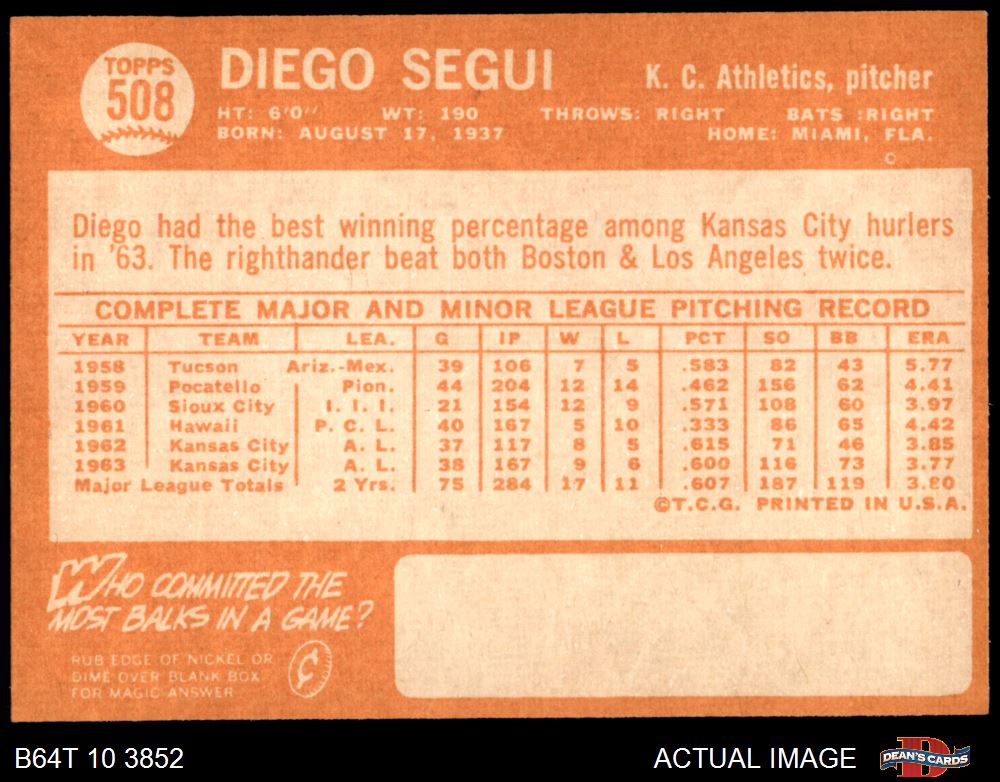 TOPPS
508
DIEGO SEGUI
K. C. Athletics, pitcher
HT: 6'0" WT: 190 THROWS: RIGHT BATS :RIGHT
BORN: AUGUST 17, 1937 HOME: MIAMI, FLA.
Diego had the best winning percentage among Kansas City hurlers
in '63. The righthander beat both Boston & Los Angeles twice.
COMPLETE MAJOR AND MINOR LEAGUE PITCHING RECORD
YEAR TEAM LEA. G IP W L PCT SO BB ERA
1958 Tucson Ariz.-Mex. 39 106 7 5 .583 82 43 5.77
1959 Pocatello Pion. 44 204 12 14 .462 156 62 4.41
1960 Sioux City I. I. I. 21 154 12 9 .571 108 60 3.97
1961 Hawaii P. C. L. 40 167 5 10 .333 86 65 4.42
1962 Kansas City A. L. 37 117 8 5 .615 71 46 3.85
1963 Kansas City A. L. 38 167 9 6 .600 116 73 3.77
Major League Totals 2 Yrs. 75 284 17 11 .607 187 119 3.80
©T.C.G. PRINTED IN U.S.A.
WHO COMMITTED THE
MOST BALKS IN A GAME?
RUB EDGE OF NICKEL OR
DIME OVER BLANK BOX
FOR MAGIC ANSWER
¢
B64T 10 3852
ACTUAL IMAGE
D
DEAN'S CARDS